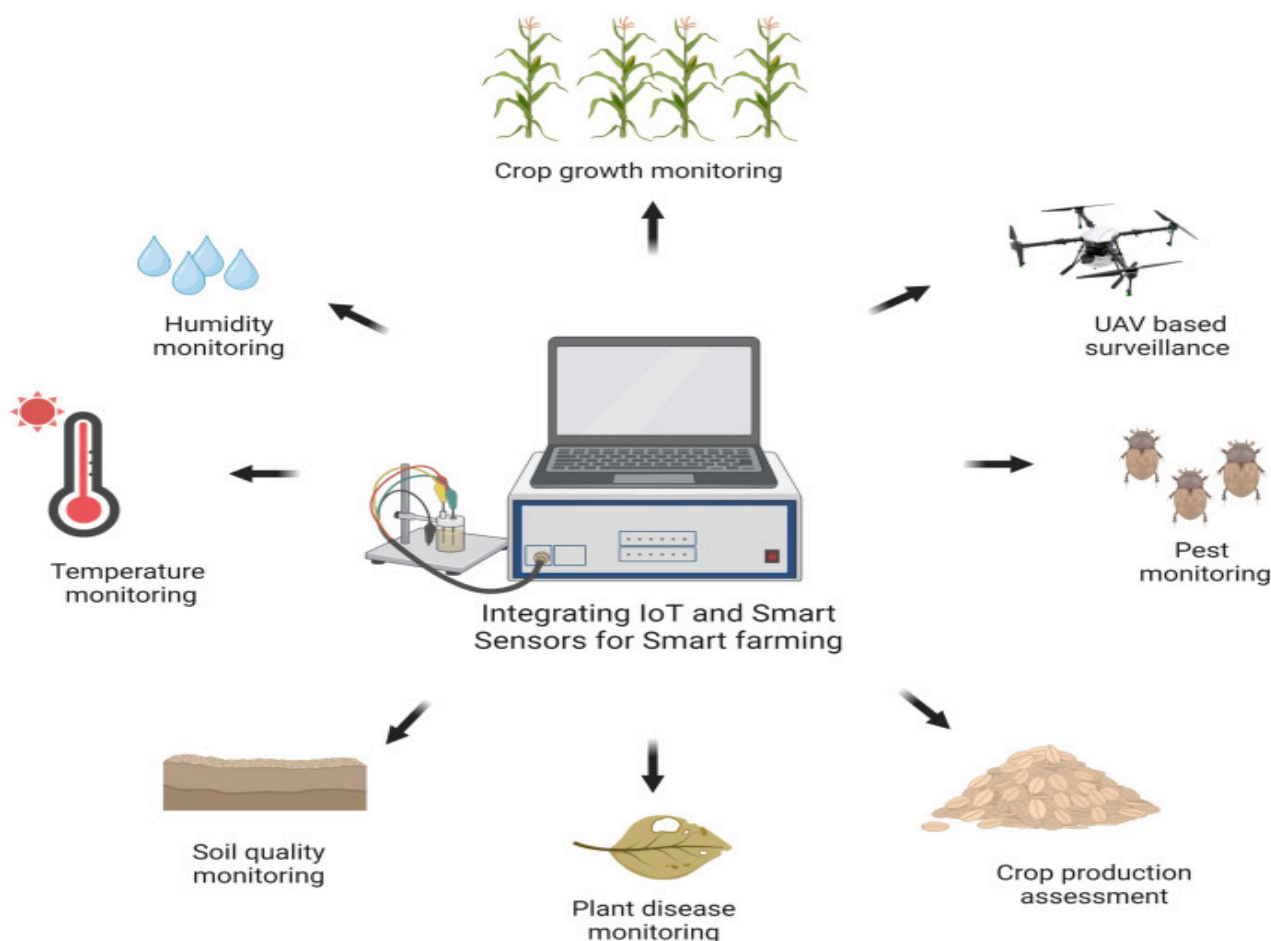 Crop growth monitoring
Humidity
monitoring
UAV based
surveillance
Temperature
monitoring
Pest
monitoring
Integrating IoT and Smart
Sensors for Smart farming
Soil quality
monitoring
Plant disease
monitoring
Crop production
assessment